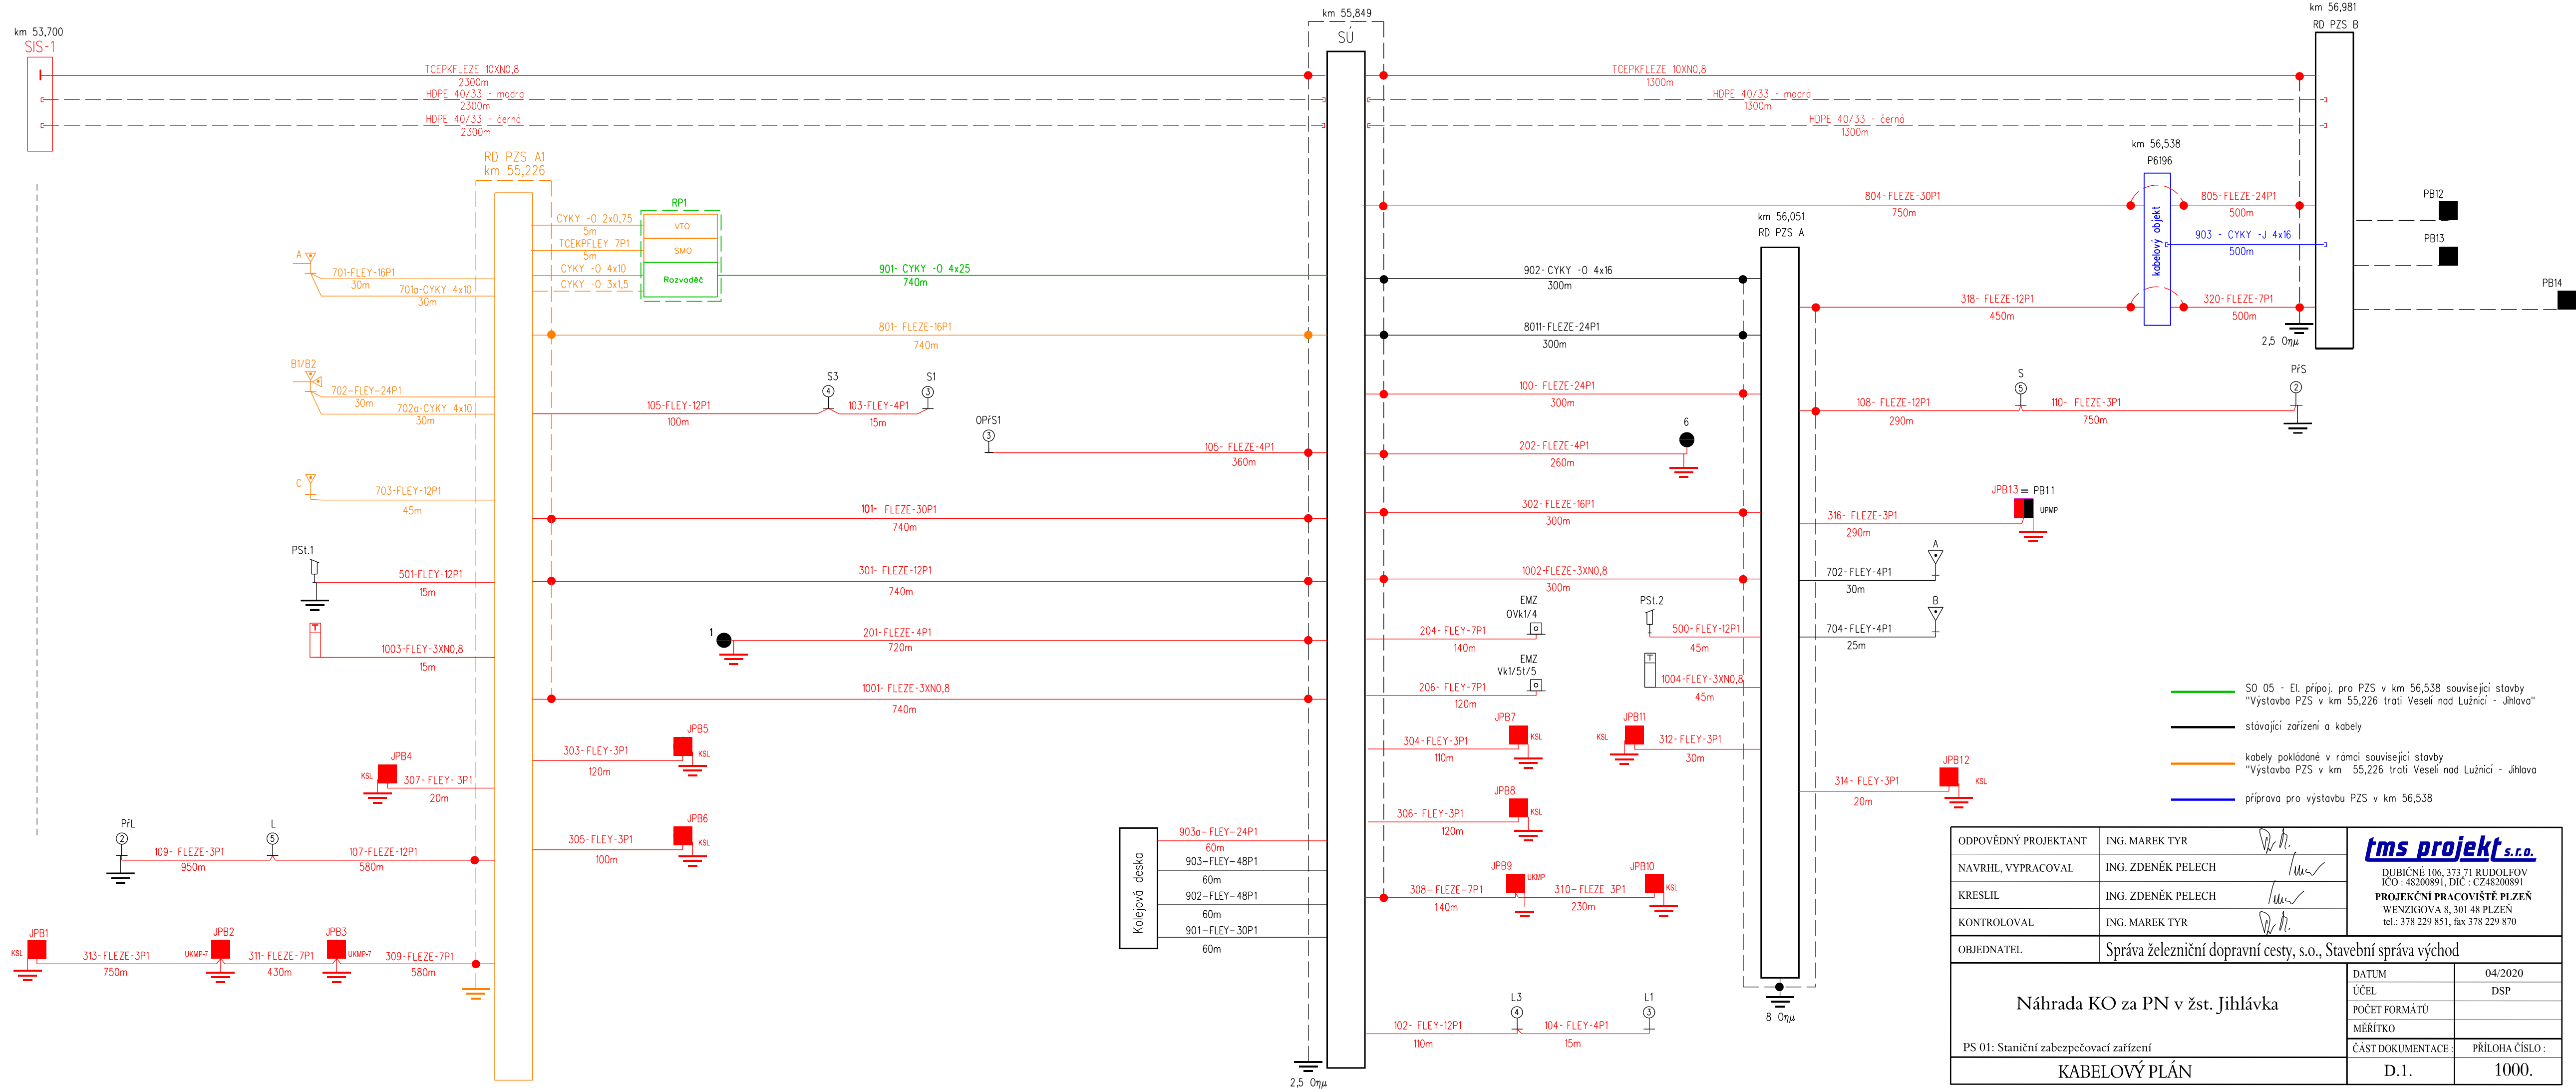 km 53,700
SIS-1
TCEPKFLEZE 10XN0,8
2300m
HDPE 40/33 - modrá
2300m
HDPE 40/33 - černá
2300m
km 55,849
SÚ
TCEPKFLEZE 10XN0,8
1300m
HDPE 40/33 - modrá
1300m
HDPE 40/33 - černá
1300m
km 56,981
RD PZS B
km 56,538
P6196
kabelový objekt
804-FLEZE-30P1
750m
805-FLEZE-24P1
500m
903 - CYKY -J 4x16
500m
318- FLEZE-12P1
450m
320-FLEZE-7P1
500m
2,5 Οημ
PB12
PB13
PB14
RD PZS A1
km 55,226
CYKY -O 2x0,75
5m
TCEKPFLEY 7P1
5m
CYKY -O 4x10
CYKY -O 3x1,5
RP1
VTO
SMO
Rozvaděč
901- CYKY -O 4x25
740m
A
701-FLEY-16P1
30m
701a-CYKY 4x10
30m
801- FLEZE-16P1
740m
B1/B2
702-FLEY-24P1
30m
702a-CYKY 4x10
30m
105-FLEY-12P1
100m
S3
4
103-FLEY-4P1
15m
S1
3
OPřS1
3
105- FLEZE-4P1
360m
C
703-FLEY-12P1
45m
101- FLEZE-30P1
740m
PSt.1
501-FLEY-12P1
15m
301- FLEZE-12P1
740m
T
1003-FLEY-3XN0,8
15m
1
201-FLEZE-4P1
720m
1001- FLEZE-3XN0,8
740m
JPB5
KSL
303-FLEY-3P1
120m
JPB4
KSL
307- FLEY- 3P1
20m
JPB6
KSL
305-FLEY-3P1
100m
PřL
2
109- FLEZE-3P1
950m
L
5
107-FLEZE-12P1
580m
JPB1
KSL
313-FLEZE-3P1
750m
JPB2
UKMP-7
311-FLEZE-7P1
430m
JPB3
UKMP-7
309-FLEZE-7P1
580m
Kolejová deska
903a-FLEY-24P1
60m
903-FLEY-48P1
60m
902-FLEY-48P1
60m
901-FLEY-30P1
60m
2,5 Οημ
km 56,051
RD PZS A
902-CYKY -O 4x16
300m
8011-FLEZE-24P1
300m
100- FLEZE-24P1
300m
202-FLEZE-4P1
260m
6
302-FLEZE-16P1
300m
1002-FLEZE-3XN0,8
300m
EMZ
OVk1/4
204- FLEY-7P1
140m
EMZ
Vk1/5t/5
206- FLEY-7P1
120m
PSt.2
500-FLEY-12P1
45m
T
1004-FLEY-3XN0,8
45m
JPB7
KSL
304-FLEY-3P1
110m
JPB11
KSL
312-FLEY-3P1
30m
JPB8
KSL
306-FLEY-3P1
120m
JPB9
UKMP
308-FLEZE-7P1
140m
JPB10
KSL
310-FLEZE 3P1
230m
L3
4
102- FLEY-12P1
110m
L1
3
104- FLEY-4P1
15m
8 Οημ
S
5
108- FLEZE-12P1
290m
PřS
2
110- FLEZE-3P1
750m
JPB13 = PB11
UPMP
316-FLEZE-3P1
290m
A
702-FLEY-4P1
30m
B
704-FLEY-4P1
25m
JPB12
KSL
314- FLEY-3P1
20m
SO 05 - El. přípoj. pro PZS v km 56,538 související stavby
"Výstavba PZS v km 55,226 trati Veselí nad Lužnicí - Jihlava"
stávající zařízení a kabely
kabely pokládané v rámci související stavby
"Výstavba PZS v km 55,226 trati Veselí nad Lužnicí - Jihlava
příprava pro výstavbu PZS v km 56,538
ODPOVĚDNÝ PROJEKTANT ING. MAREK TYR
NAVRHL, VYPRACOVAL ING. ZDENĚK PELECH
KRESLIL ING. ZDENĚK PELECH
KONTROLOVAL ING. MAREK TYR
tms projekt s.r.o.
DUBIČNÉ 106, 373 71 RUDOLFOV
IČO : 48200891, DIČ : CZ48200891
PROJEKČNÍ PRACOVIŠTĚ PLZEŇ
WENZIGOVA 8, 301 48 PLZEŇ
tel.: 378 229 851, fax 378 229 870
OBJEDNATEL Správa železniční dopravní cesty, s.o., Stavební správa východ
Náhrada KO za PN v žst. Jihlávka
PS 01: Staniční zabezpečovací zařízení
DATUM 04/2020
ÚČEL DSP
POČET FORMÁTŮ
MĚŘÍTKO
ČÁST DOKUMENTACE : PŘÍLOHA ČÍSLO :
KABELOVÝ PLÁN D.1. 1000.